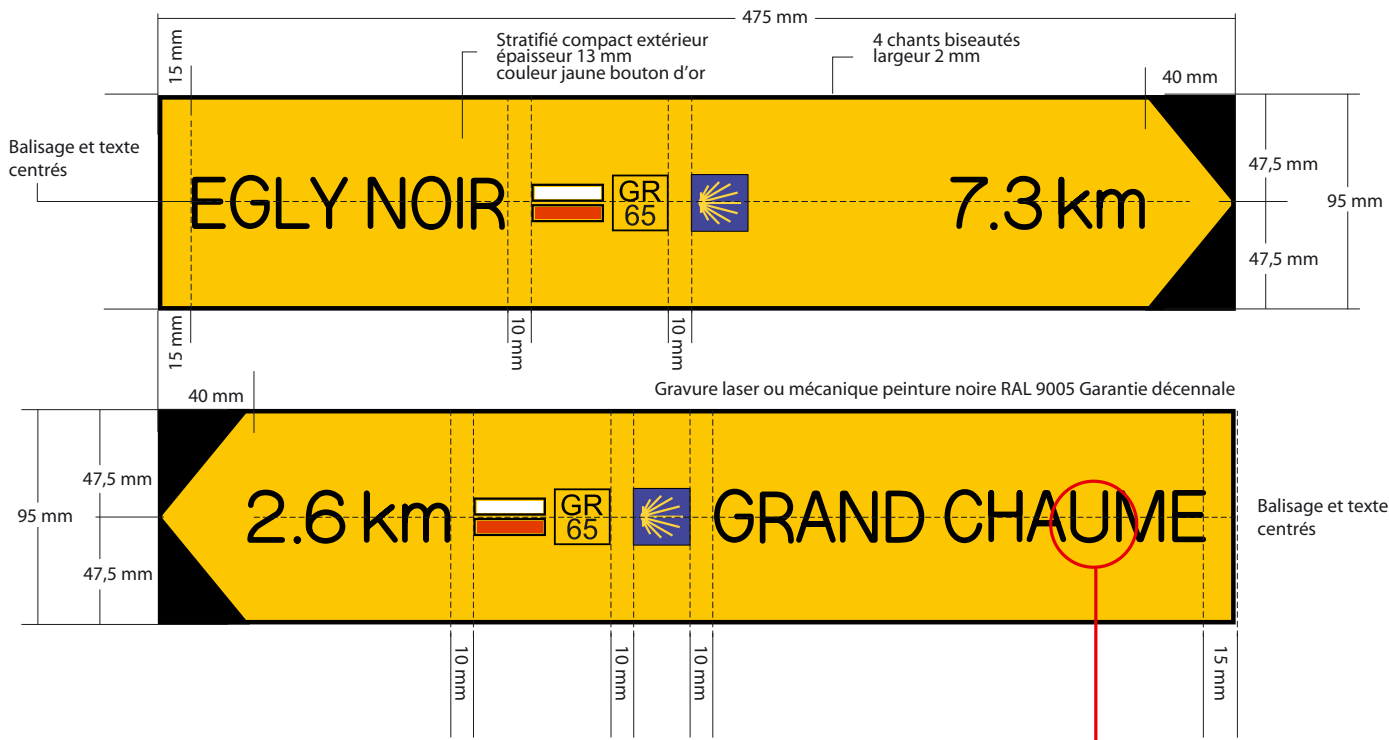 475 mm
15 mm
Stratifié compact extérieur
épaisseur 13 mm
couleur jaune bouton d'or
4 chants biseautés
largeur 2 mm
40 mm
Balisage et texte
centrés
EGLY NOIR
GR
65
7.3 km
47,5 mm
95 mm
47,5 mm
15 mm
10 mm
10 mm
40 mm
Gravure laser ou mécanique peinture noire RAL 9005 Garantie décennale
47,5 mm
95 mm
47,5 mm
2.6 km
GR
65
GRAND CHAUME
Balisage et texte
centrés
10 mm
10 mm
10 mm
15 mm